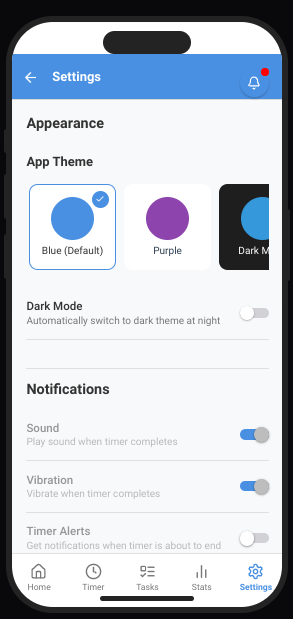 Settings
Appearance
App Theme
Blue (Default)
Purple
Dark M
Dark Mode
Automatically switch to dark theme at night
Notifications
Sound
Play sound when timer completes
Vibration
Vibrate when timer completes
Timer Alerts
Get notifications when timer is about to end
Home
Timer
Tasks
Stats
Settings